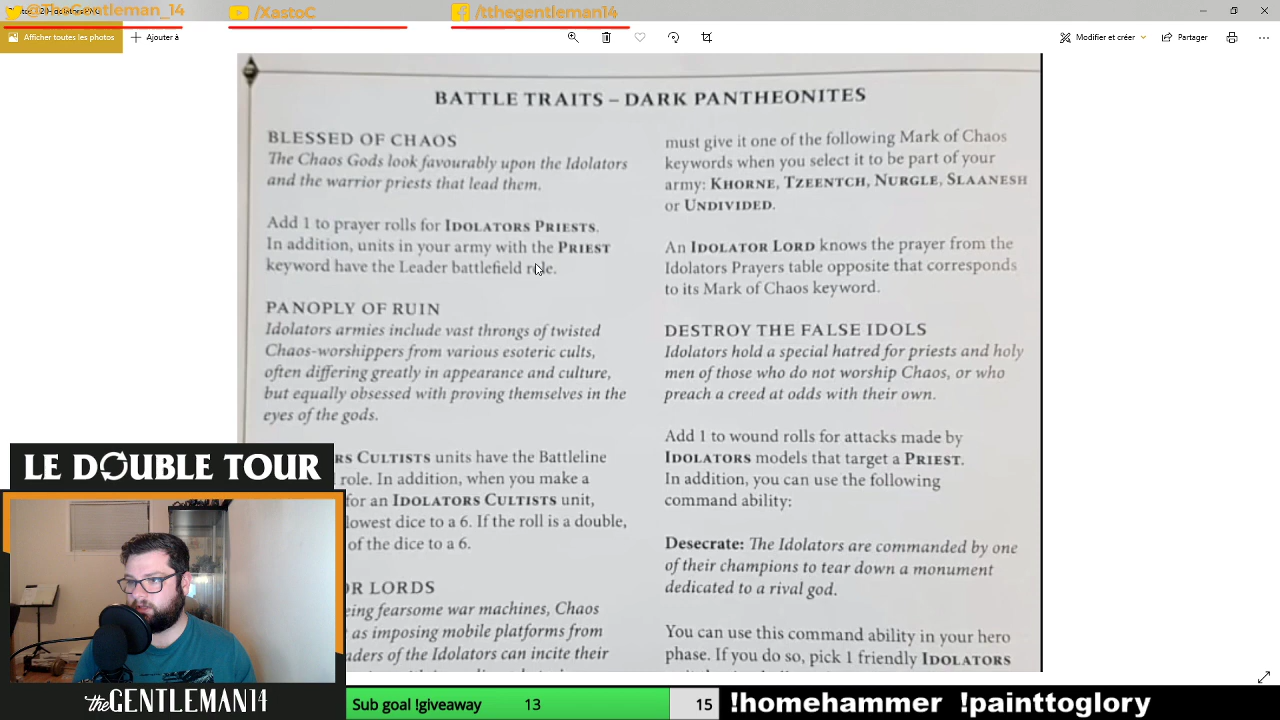 @TheGentleman_14
/XastoC
/tthegentleman14
Afficher toutes les photos
Ajouter à
Modifier et créer
Partager
BATTLE TRAITS – DARK PANTHEONITES
BLESSED OF CHAOS
The Chaos Gods look favourably upon the Idolators
and the warrior priests that lead them.
Add 1 to prayer rolls for IDOLATORS PRIESTS.
In addition, units in your army with the PRIEST
keyword have the Leader battlefield role.
PANOPLY OF RUIN
Idolators armies include vast throngs of twisted
Chaos-worshippers from various esoteric cults,
often differing greatly in appearance and culture,
but equally obsessed with proving themselves in the
eyes of the gods.
RS CULTISTS units have the Battleline
role. In addition, when you make a
for an IDOLATORS CULTISTS unit,
lowest dice to a 6. If the roll is a double,
of the dice to a 6.
OR LORDS
eing fearsome war machines, Chaos
as imposing mobile platforms from
aders of the Idolators can incite their
must give it one of the following Mark of Chaos
keywords when you select it to be part of your
army: KHORNE, TZEENTCH, NURGLE, SLAANESH
or UNDIVIDED.
An IDOLATOR LORD knows the prayer from the
Idolators Prayers table opposite that corresponds
to its Mark of Chaos keyword.
DESTROY THE FALSE IDOLS
Idolators hold a special hatred for priests and holy
men of those who do not worship Chaos, or who
preach a creed at odds with their own.
Add 1 to wound rolls for attacks made by
IDOLATORS models that target a PRIEST.
In addition, you can use the following
command ability:
Desecrate: The Idolators are commanded by one
of their champions to tear down a monument
dedicated to a rival god.
You can use this command ability in your hero
phase. If you do so, pick 1 friendly IDOLATORS
LE DOUBLE TOUR
theGENTLEMAN14
Sub goal !giveaway 13 15
!homehammer !painttoglory